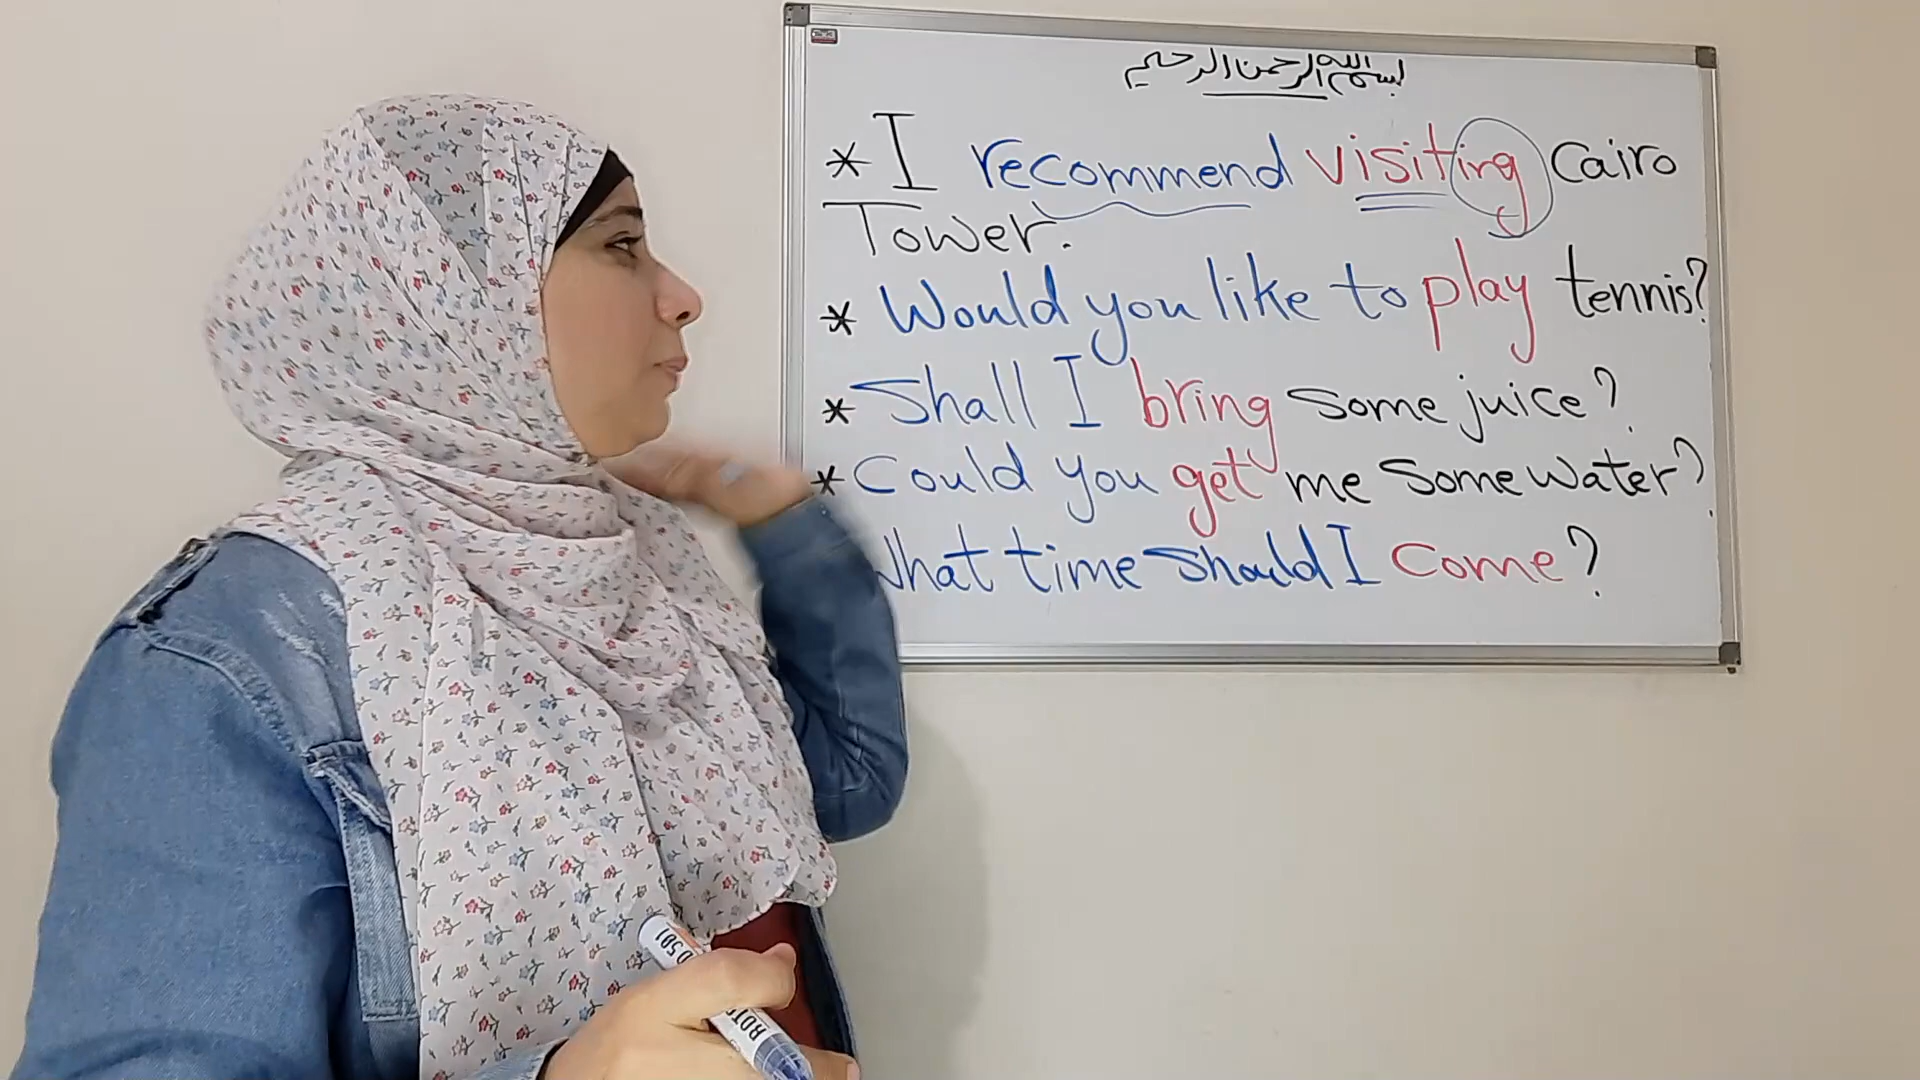 بسم الله الرحمن الرحيم
* I recommend visiting Cairo
Tower.
* Would you like to play tennis?
* Shall I bring some juice?
* Could you get me some water?
What time should I come?